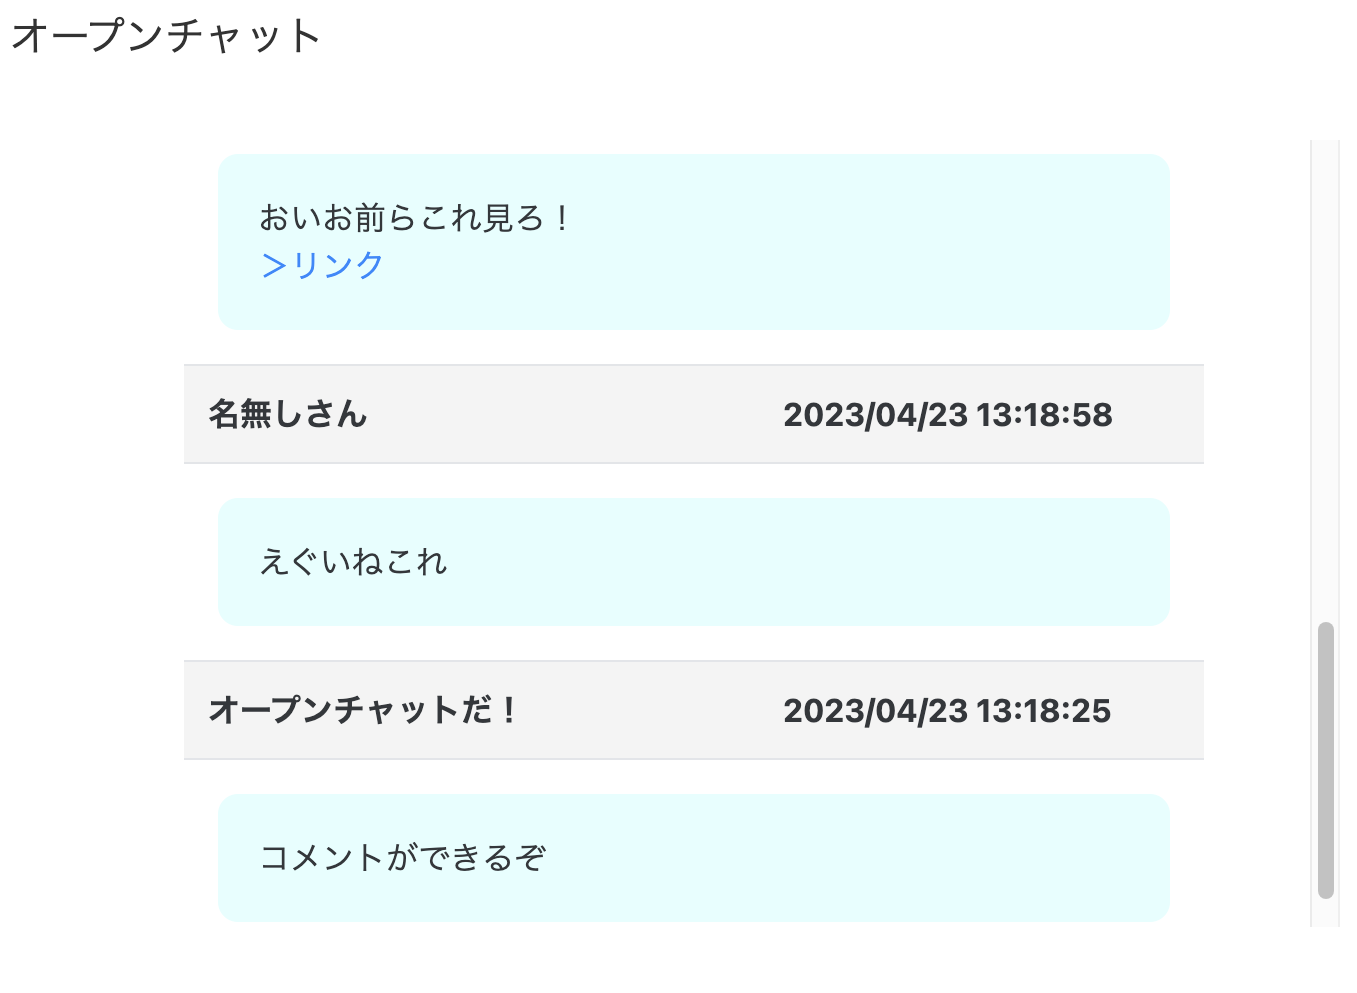 オープンチャット
おいお前らこれ見ろ！
＞リンク
名無しさん 2023/04/23 13:18:58
えぐいねこれ
オープンチャットだ！ 2023/04/23 13:18:25
コメントができるぞ